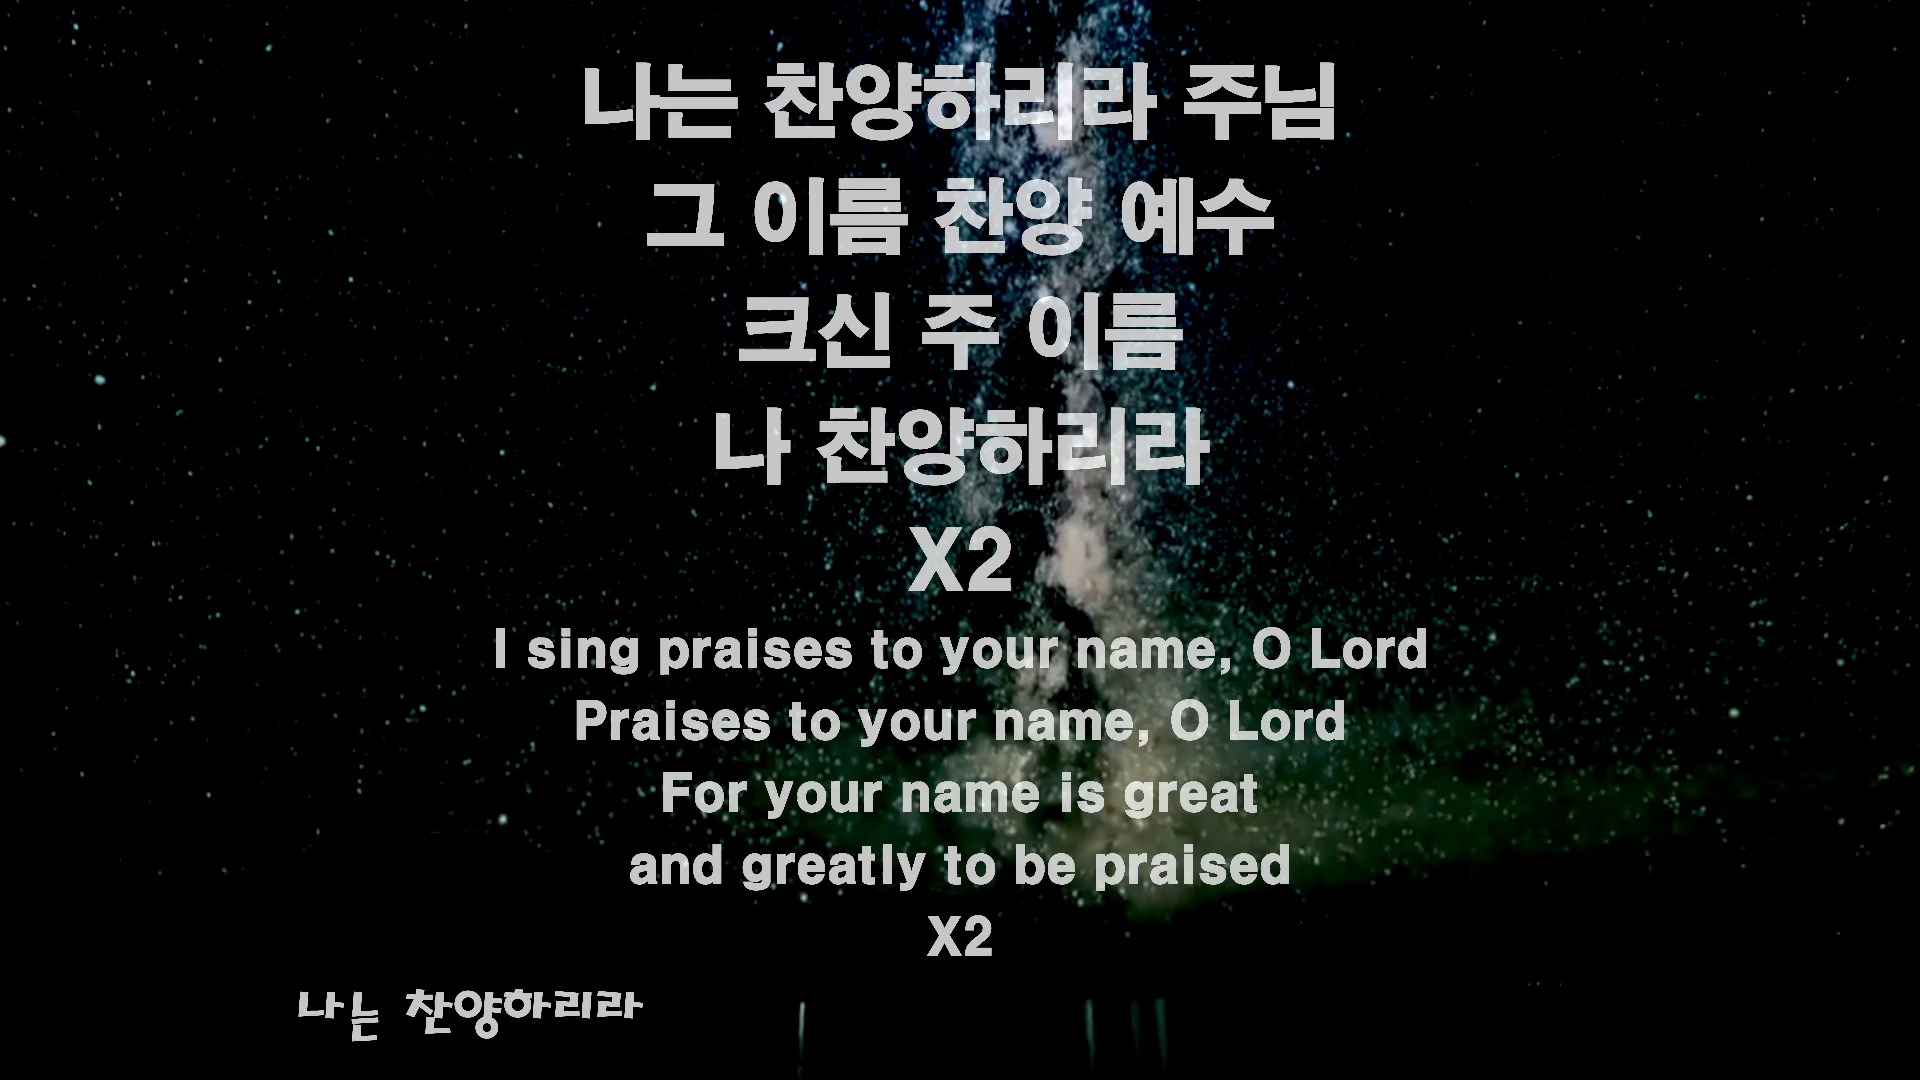 나는 찬양하리라 주님
그 이름 찬양 예수
크신 주 이름
나 찬양하리라
X2
I sing praises to your name, O Lord
Praises to your name, O Lord
For your name is great
and greatly to be praised
X2
나는 찬양하리라